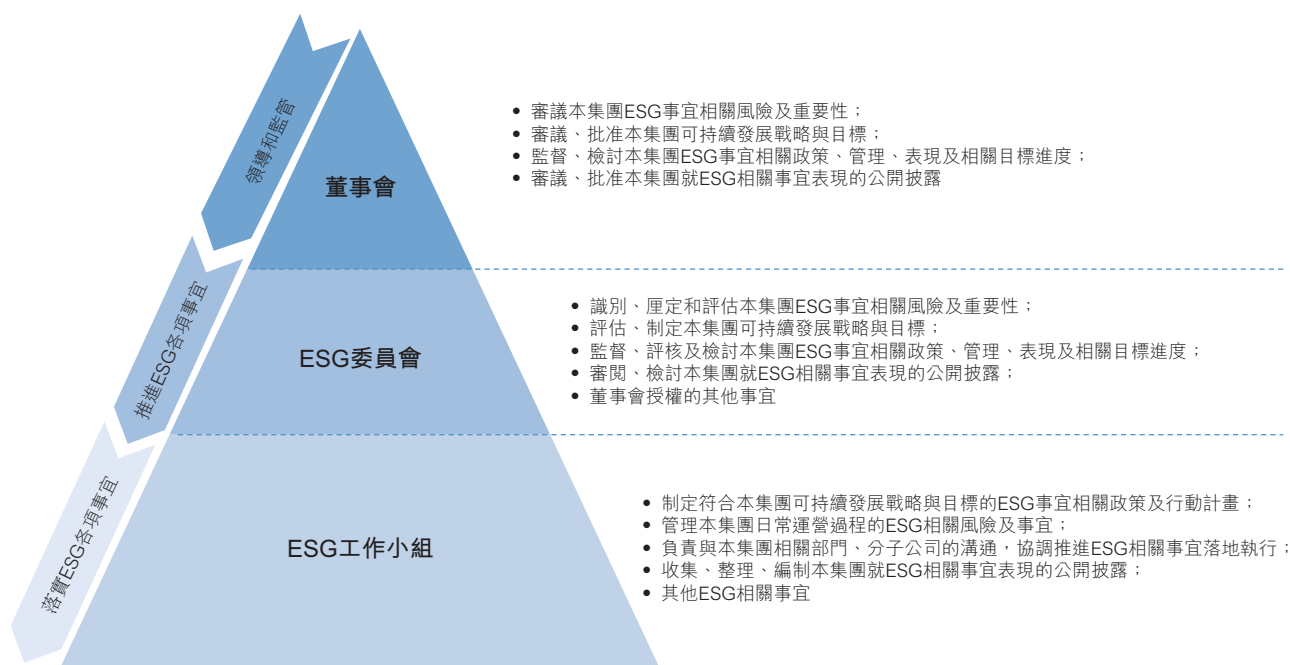 領導和監管
董事會
• 審議本集團ESG事宜相關風險及重要性；
• 審議、批准本集團可持續發展戰略與目標；
• 監督、檢討本集團ESG事宜相關政策、管理、表現及相關目標進度；
• 審議、批准本集團就ESG相關事宜表現的公開披露
推進ESG各項事宜
ESG委員會
• 識別、厘定和評估本集團ESG事宜相關風險及重要性；
• 評估、制定本集團可持續發展戰略與目標；
• 監督、評核及檢討本集團ESG事宜相關政策、管理、表現及相關目標進度；
• 審閱、檢討本集團就ESG相關事宜表現的公開披露；
• 董事會授權的其他事宜
落實ESG各項事宜
ESG工作小組
• 制定符合本集團可持續發展戰略與目標的ESG事宜相關政策及行動計畫；
• 管理本集團日常運營過程的ESG相關風險及事宜；
• 負責與本集團相關部門、分子公司的溝通，協調推進ESG相關事宜落地執行；
• 收集、整理、編制本集團就ESG相關事宜表現的公開披露；
• 其他ESG相關事宜